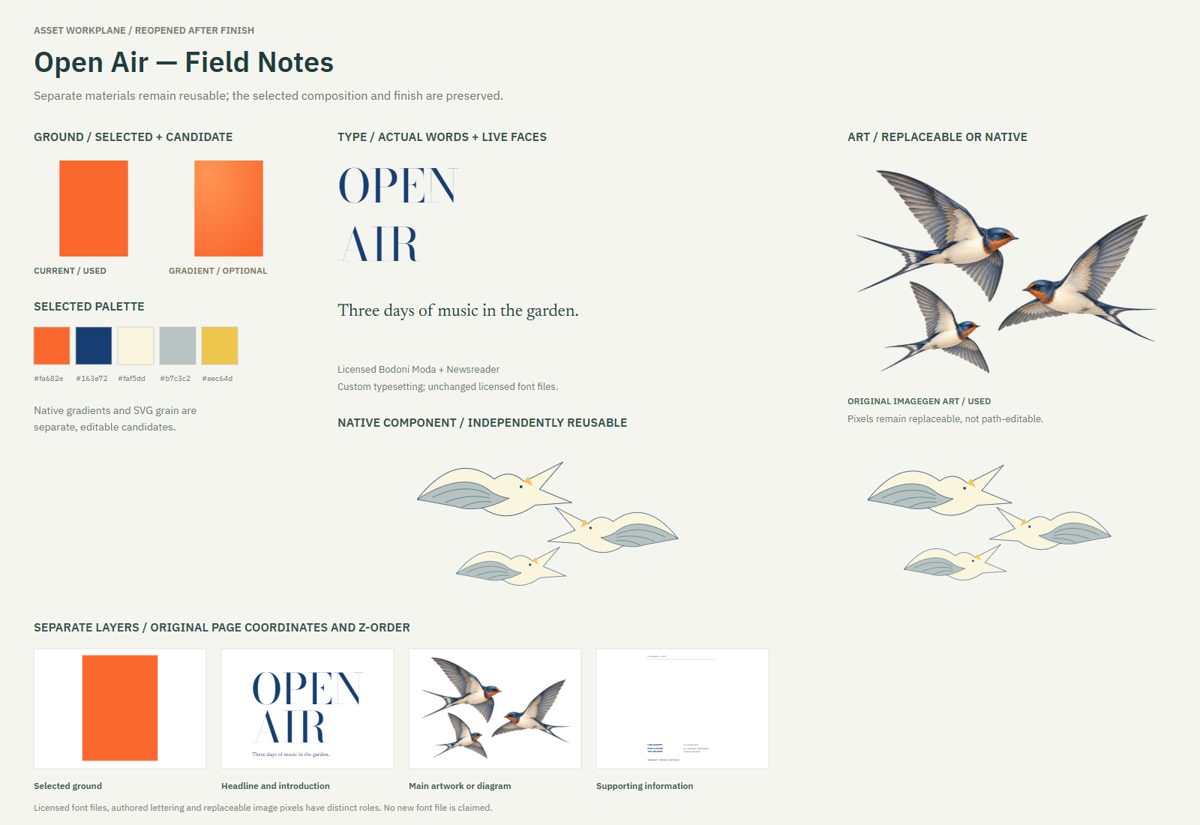 ASSET WORKPLANE / REOPENED AFTER FINISH
Open Air — Field Notes
Separate materials remain reusable; the selected composition and finish are preserved.
GROUND / SELECTED + CANDIDATE
CURRENT / USED
GRADIENT / OPTIONAL
SELECTED PALETTE
#fa682e
#163e72
#faf5dd
#b7c3c2
#eec64d
Native gradients and SVG grain are
separate, editable candidates.
TYPE / ACTUAL WORDS + LIVE FACES
OPEN
AIR
Three days of music in the garden.
Licensed Bodoni Moda + Newsreader
Custom typesetting; unchanged licensed font files.
NATIVE COMPONENT / INDEPENDENTLY REUSABLE
ART / REPLACEABLE OR NATIVE
ORIGINAL IMAGEGEN ART / USED
Pixels remain replaceable, not path-editable.
SEPARATE LAYERS / ORIGINAL PAGE COORDINATES AND Z-ORDER
OPEN
AIR
Three days of music in the garden.
Selected ground
Headline and introduction
Main artwork or diagram
Supporting information
Licensed font files, authored lettering and replaceable image pixels have distinct roles. No new font file is claimed.